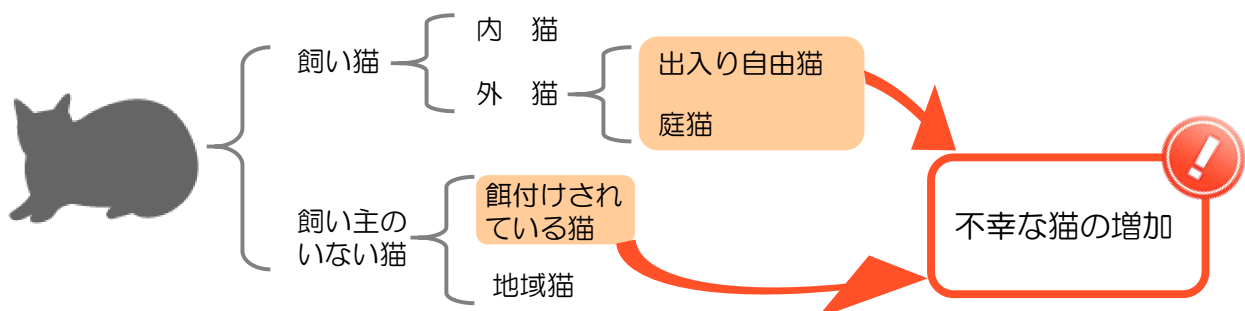 飼い猫
内　猫
外　猫
出入り自由猫
庭猫
飼い主の
いない猫
餌付けされ
ている猫
地域猫
不幸な猫の増加
!